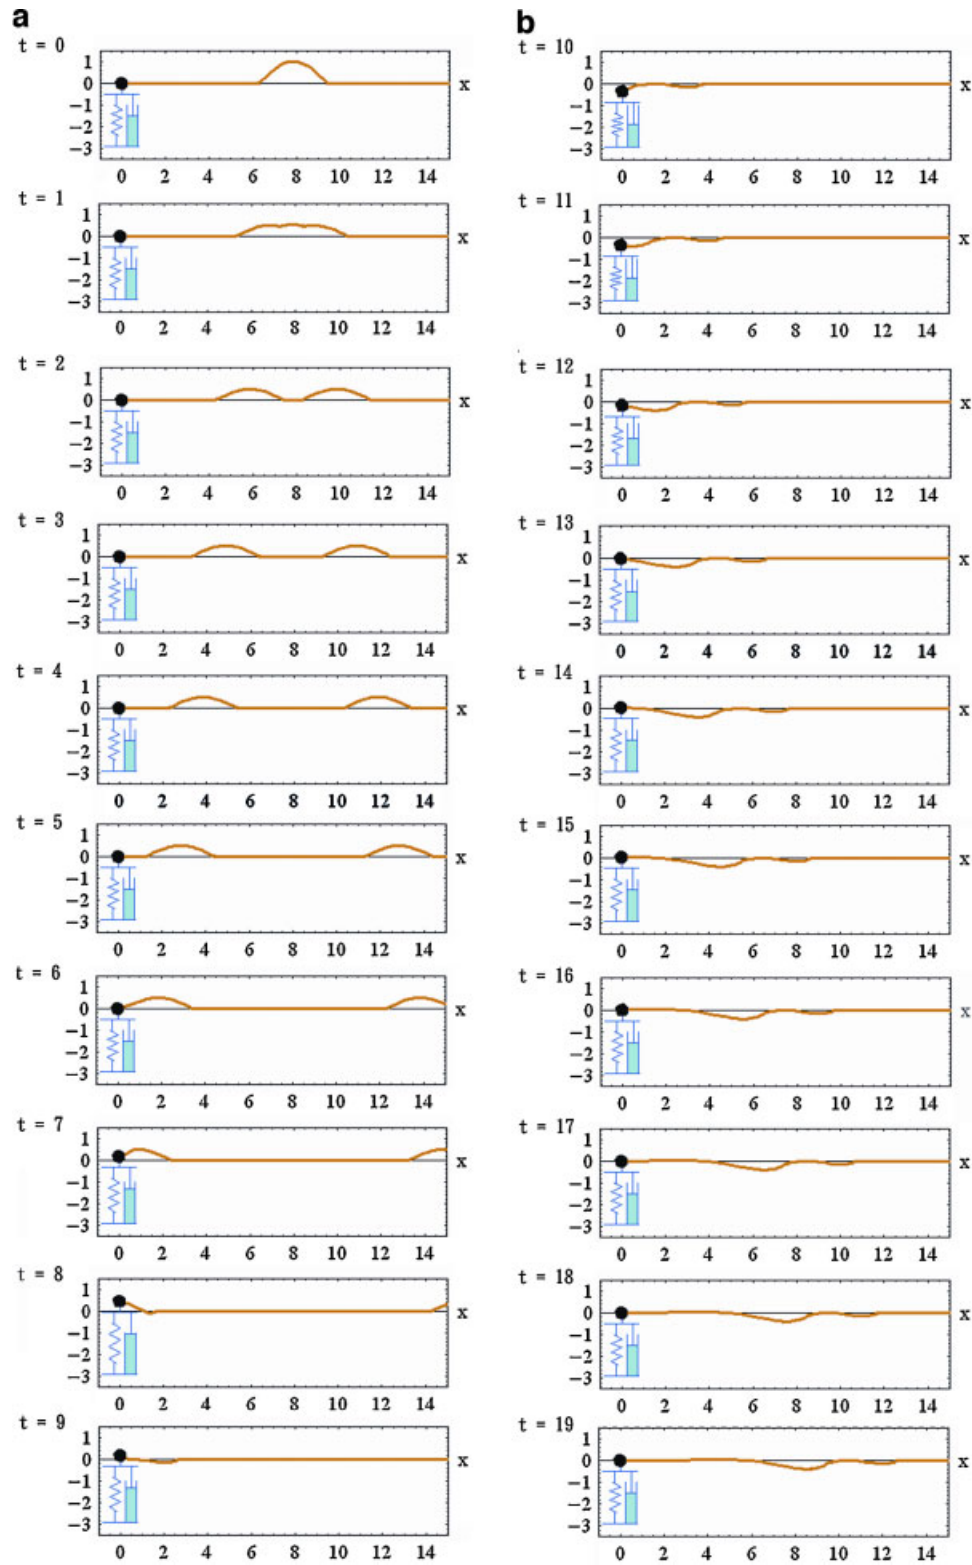 a
t = 0
1
0
−1
−2
−3
x
0 2 4 6 8 10 12 14
t = 1
1
0
−1
−2
−3
x
0 2 4 6 8 10 12 14
t = 2
1
0
−1
−2
−3
x
0 2 4 6 8 10 12 14
t = 3
1
0
−1
−2
−3
x
0 2 4 6 8 10 12 14
t = 4
1
0
−1
−2
−3
x
0 2 4 6 8 10 12 14
t = 5
1
0
−1
−2
−3
x
0 2 4 6 8 10 12 14
t = 6
1
0
−1
−2
−3
x
0 2 4 6 8 10 12 14
t = 7
1
0
−1
−2
−3
x
0 2 4 6 8 10 12 14
t = 8
1
0
−1
−2
−3
x
0 2 4 6 8 10 12 14
t = 9
1
0
−1
−2
−3
x
0 2 4 6 8 10 12 14
b
t = 10
1
0
−1
−2
−3
x
0 2 4 6 8 10 12 14
t = 11
1
0
−1
−2
−3
x
0 2 4 6 8 10 12 14
t = 12
1
0
−1
−2
−3
x
0 2 4 6 8 10 12 14
t = 13
1
0
−1
−2
−3
x
0 2 4 6 8 10 12 14
t = 14
1
0
−1
−2
−3
x
0 2 4 6 8 10 12 14
t = 15
1
0
−1
−2
−3
x
0 2 4 6 8 10 12 14
t = 16
1
0
−1
−2
−3
x
0 2 4 6 8 10 12 14
t = 17
1
0
−1
−2
−3
x
0 2 4 6 8 10 12 14
t = 18
1
0
−1
−2
−3
x
0 2 4 6 8 10 12 14
t = 19
1
0
−1
−2
−3
x
0 2 4 6 8 10 12 14